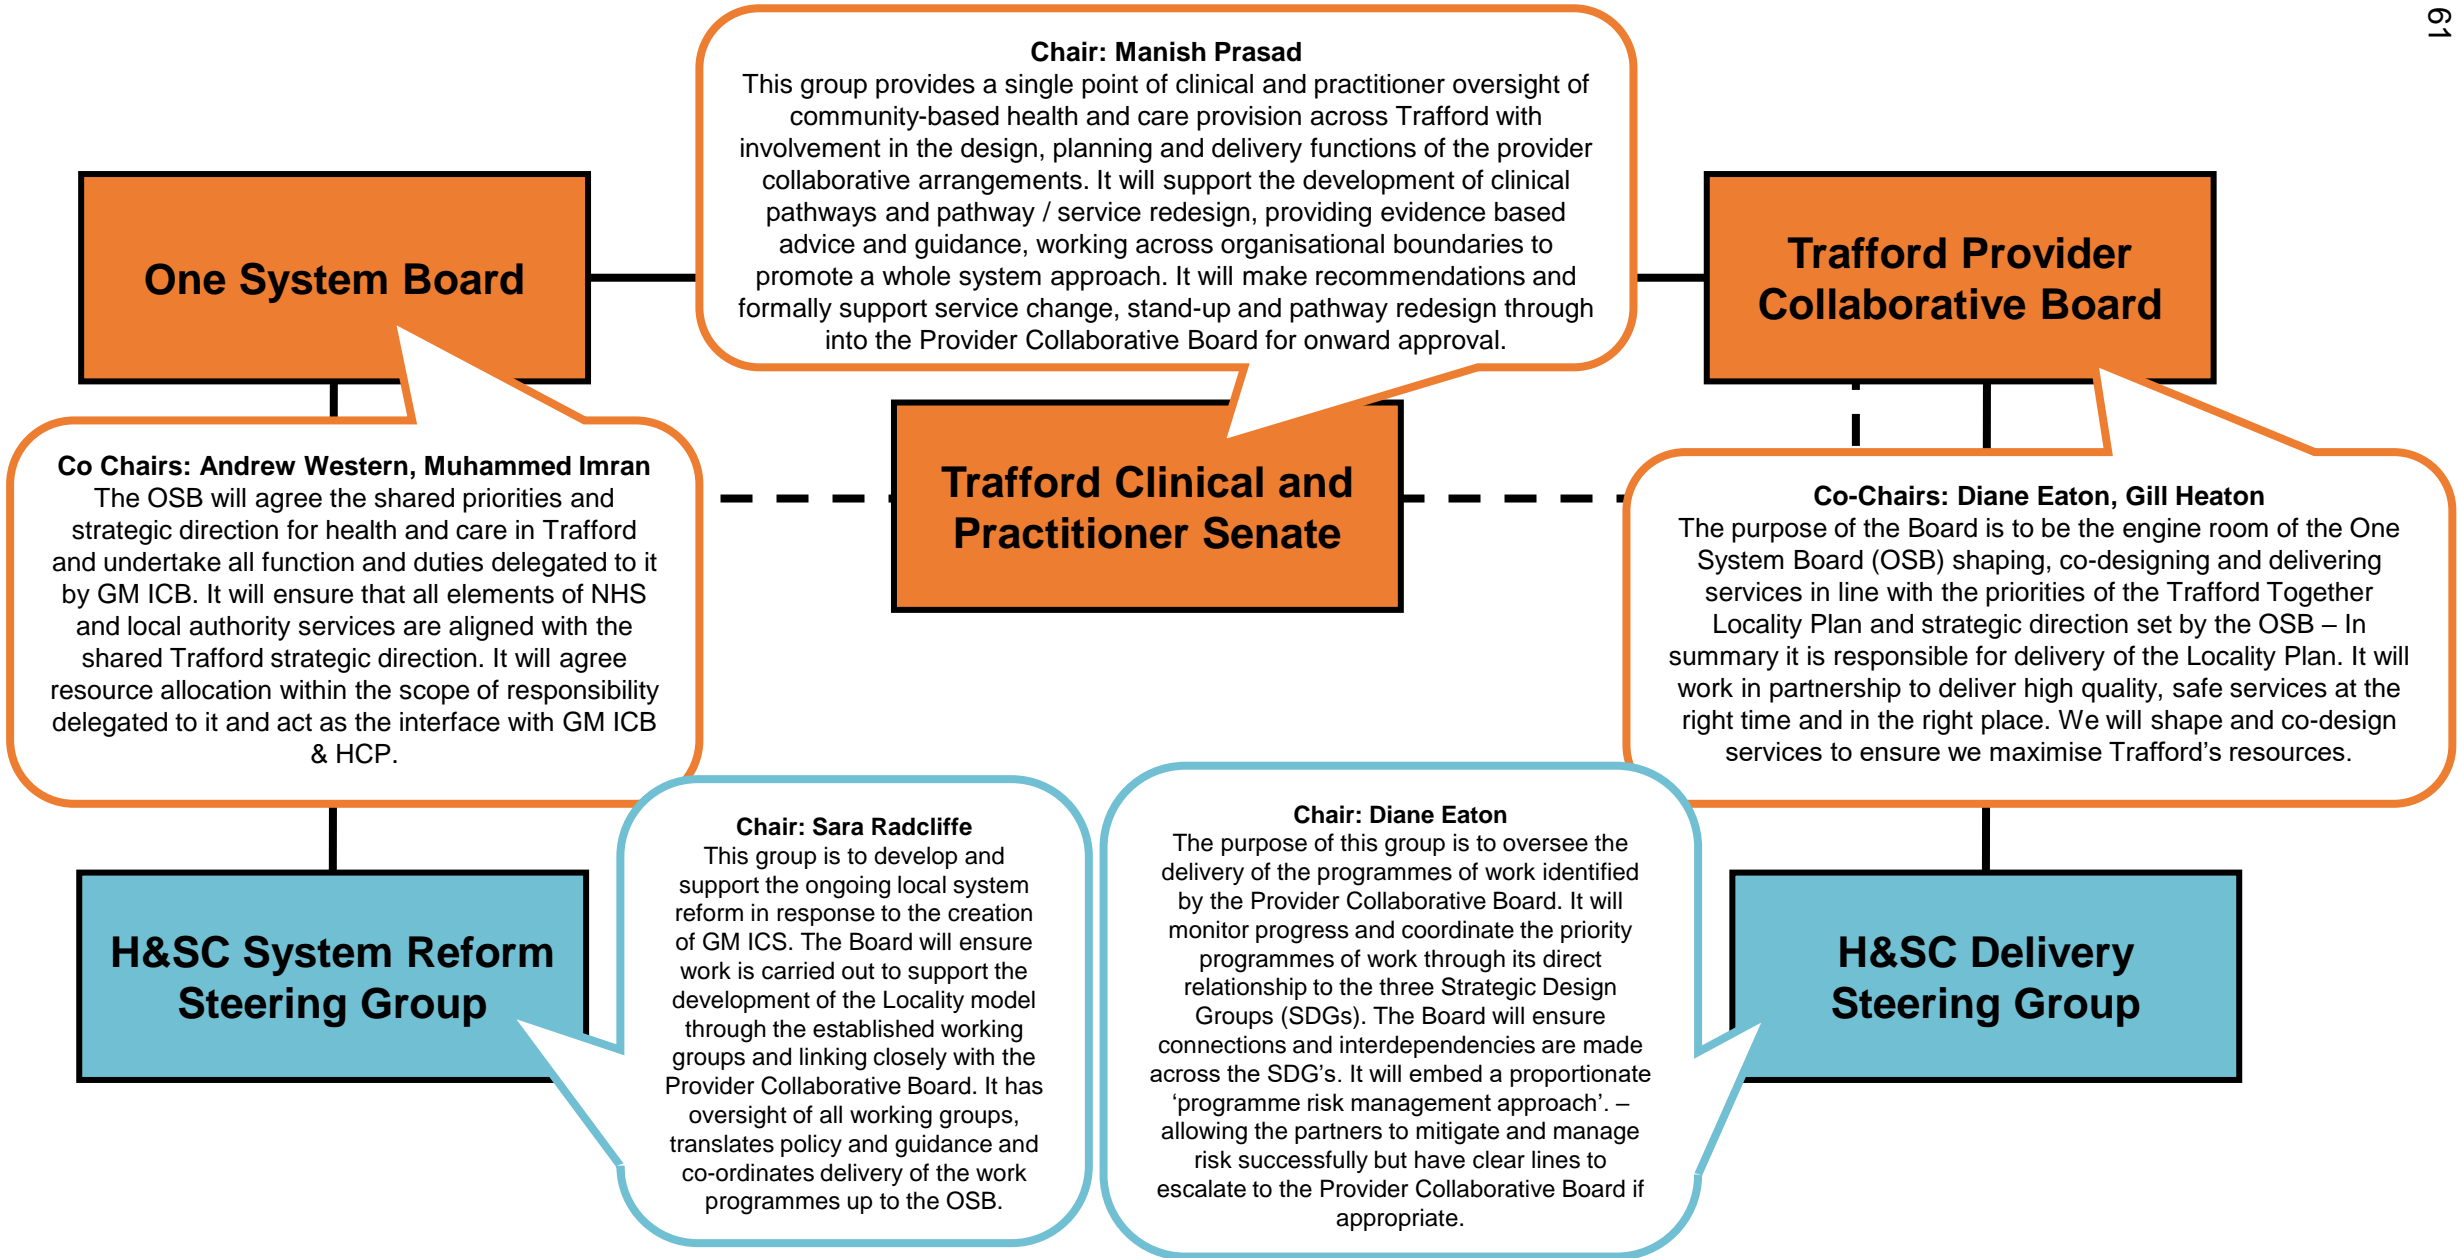 61
Chair: Manish Prasad
This group provides a single point of clinical and practitioner oversight of
community-based health and care provision across Trafford with
involvement in the design, planning and delivery functions of the provider
collaborative arrangements. It will support the development of clinical
pathways and pathway / service redesign, providing evidence based
advice and guidance, working across organisational boundaries to
promote a whole system approach. It will make recommendations and
formally support service change, stand-up and pathway redesign through
into the Provider Collaborative Board for onward approval.
One System Board
Trafford Provider
Collaborative Board
Trafford Clinical and
Practitioner Senate
Co Chairs: Andrew Western, Muhammed Imran
The OSB will agree the shared priorities and
strategic direction for health and care in Trafford
and undertake all function and duties delegated to it
by GM ICB. It will ensure that all elements of NHS
and local authority services are aligned with the
shared Trafford strategic direction. It will agree
resource allocation within the scope of responsibility
delegated to it and act as the interface with GM ICB
& HCP.
Co-Chairs: Diane Eaton, Gill Heaton
The purpose of the Board is to be the engine room of the One
System Board (OSB) shaping, co-designing and delivering
services in line with the priorities of the Trafford Together
Locality Plan and strategic direction set by the OSB – In
summary it is responsible for delivery of the Locality Plan. It will
work in partnership to deliver high quality, safe services at the
right time and in the right place. We will shape and co-design
services to ensure we maximise Trafford’s resources.
H&SC System Reform
Steering Group
Chair: Sara Radcliffe
This group is to develop and
support the ongoing local system
reform in response to the creation
of GM ICS. The Board will ensure
work is carried out to support the
development of the Locality model
through the established working
groups and linking closely with the
Provider Collaborative Board. It has
oversight of all working groups,
translates policy and guidance and
co-ordinates delivery of the work
programmes up to the OSB.
Chair: Diane Eaton
The purpose of this group is to oversee the
delivery of the programmes of work identified
by the Provider Collaborative Board. It will
monitor progress and coordinate the priority
programmes of work through its direct
relationship to the three Strategic Design
Groups (SDGs). The Board will ensure
connections and interdependencies are made
across the SDG’s. It will embed a proportionate
‘programme risk management approach’. –
allowing the partners to mitigate and manage
risk successfully but have clear lines to
escalate to the Provider Collaborative Board if
appropriate.
H&SC Delivery
Steering Group